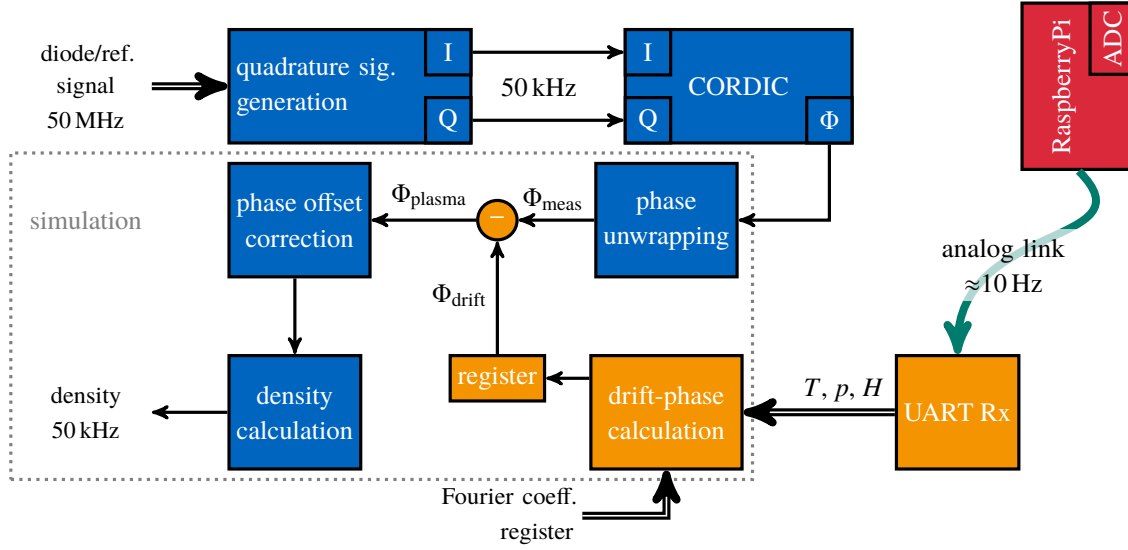 diode/ref.
signal
50 MHz
quadrature sig.
generation
I
Q
50 kHz
I
Q
CORDIC
Φ
RaspberryPi
ADC
simulation
phase offset
correction
Φplasma
−
Φmeas
phase
unwrapping
analog link
≈10 Hz
Φdrift
density
50 kHz
density
calculation
register
drift-phase
calculation
T, p, H
UART Rx
Fourier coeff.
register